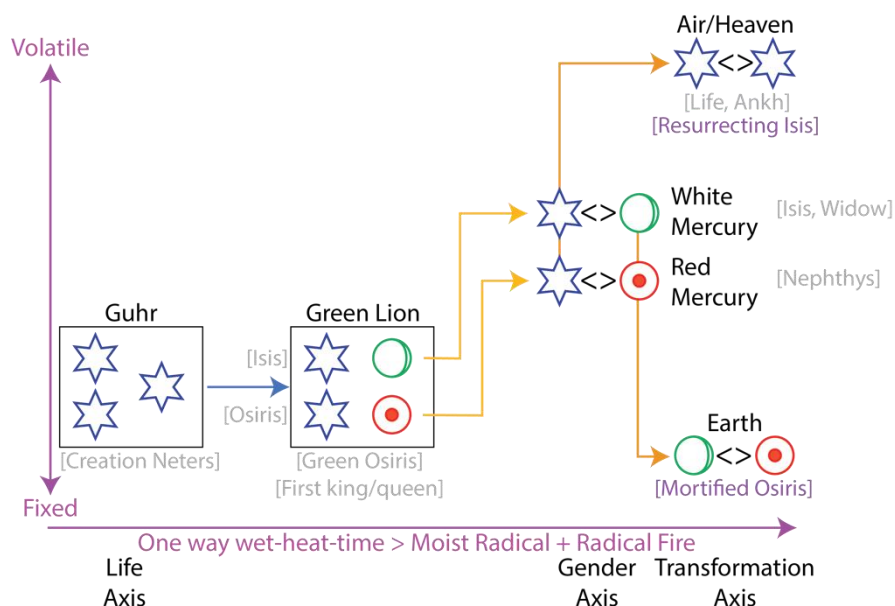 Volatile
Air/Heaven
<>
[Life, Ankh]
[Resurrecting Isis]
<>
White
Mercury
[Isis, Widow]
<>
Red
Mercury
[Nephthys]
Guhr
Green Lion
[Isis]
[Osiris]
[Creation Neters]
[Green Osiris]
[First king/queen]
Earth
<>
[Mortified Osiris]
Fixed
One way wet-heat-time > Moist Radical + Radical Fire
Life
Axis
Gender
Axis
Transformation
Axis